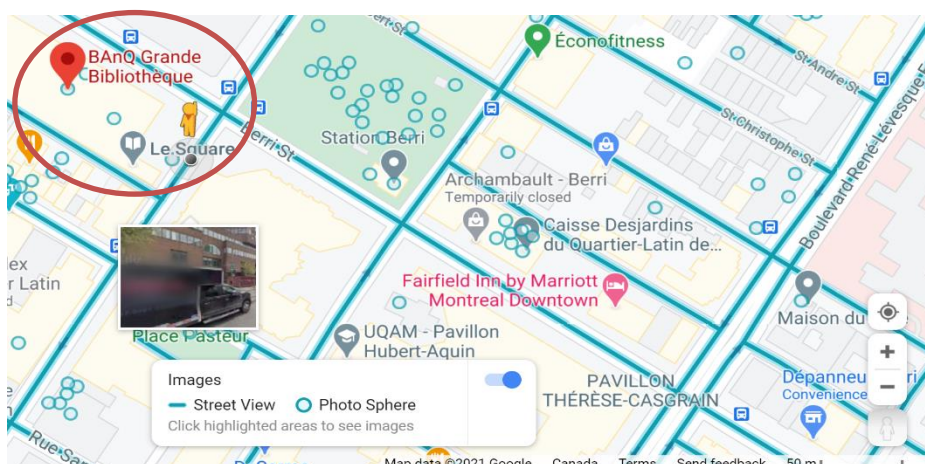 BAnQ Grande
Bibliothèque
Le Square
Berri St
Station Berri
Éconofitness
St Andre St
St Christophe St
Boulevard René-Lévesque E
Archambault - Berri
Temporarily closed
Caisse Desjardins
du Quartier-Latin de...
Fairfield Inn by Marriott
Montreal Downtown
Latin
Place Pasteur
UQAM - Pavillon
Hubert-Aquin
Maison du
PAVILLON
THÉRÈSE-CASGRAIN
Images
Street View
Photo Sphere
Click highlighted areas to see images
Convenience
Map data ©2021 Google
Canada
Terms
Send feedback
50 m